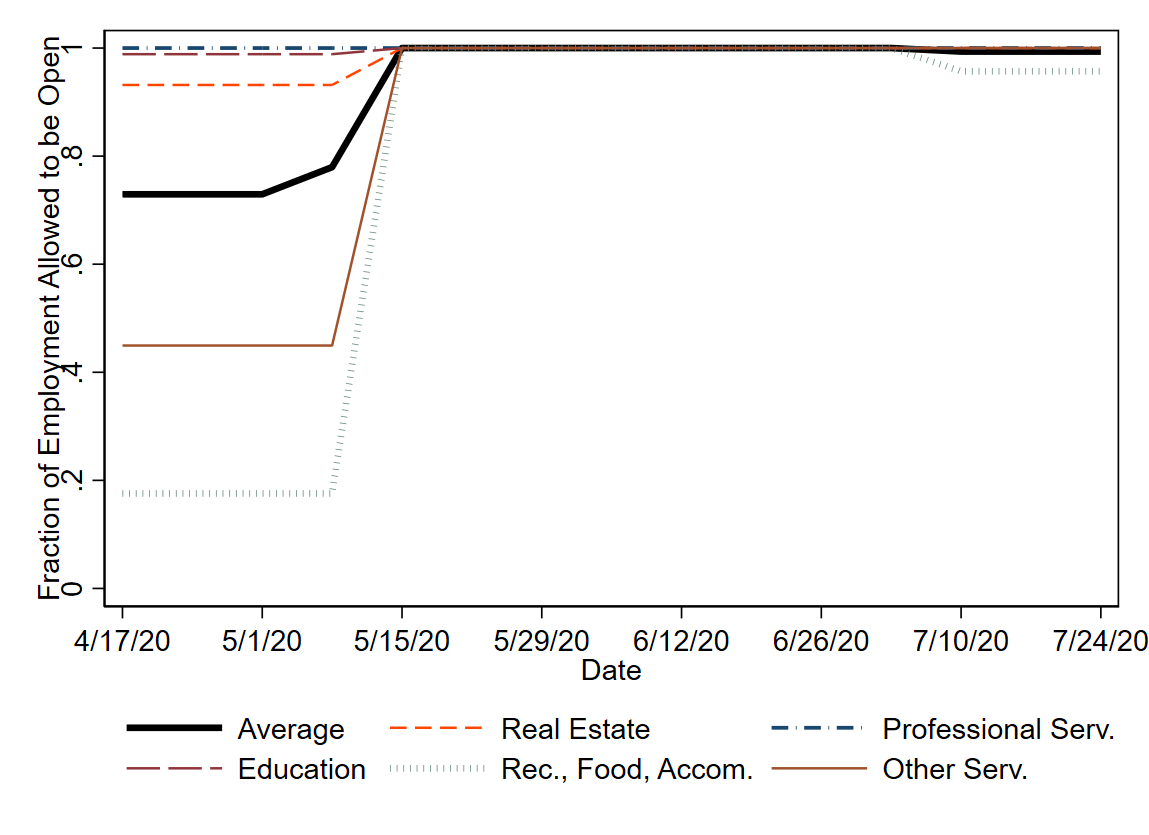 Fraction of Employment Allowed to be Open
1
.8
.6
.4
.2
0
4/17/20 5/1/20 5/15/20 5/29/20 6/12/20 6/26/20 7/10/20 7/24/20
Date
Average Real Estate Professional Serv.
Education Rec., Food, Accom. Other Serv.